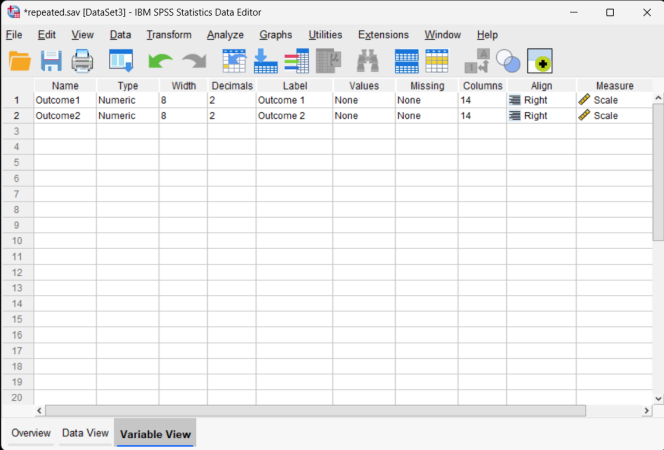 *repeated.sav [DataSet3] - IBM SPSS Statistics Data Editor
File Edit View Data Transform Analyze Graphs Utilities Extensions Window Help
A
Name Type Width Decimals Label Values Missing Columns Align Measure
1 Outcome1 Numeric 8 2 Outcome 1 None None 14 Right Scale
2 Outcome2 Numeric 8 2 Outcome 2 None None 14 Right Scale
3
4
5
6
7
8
9
10
11
12
13
14
15
16
17
18
19
20
Overview Data View Variable View